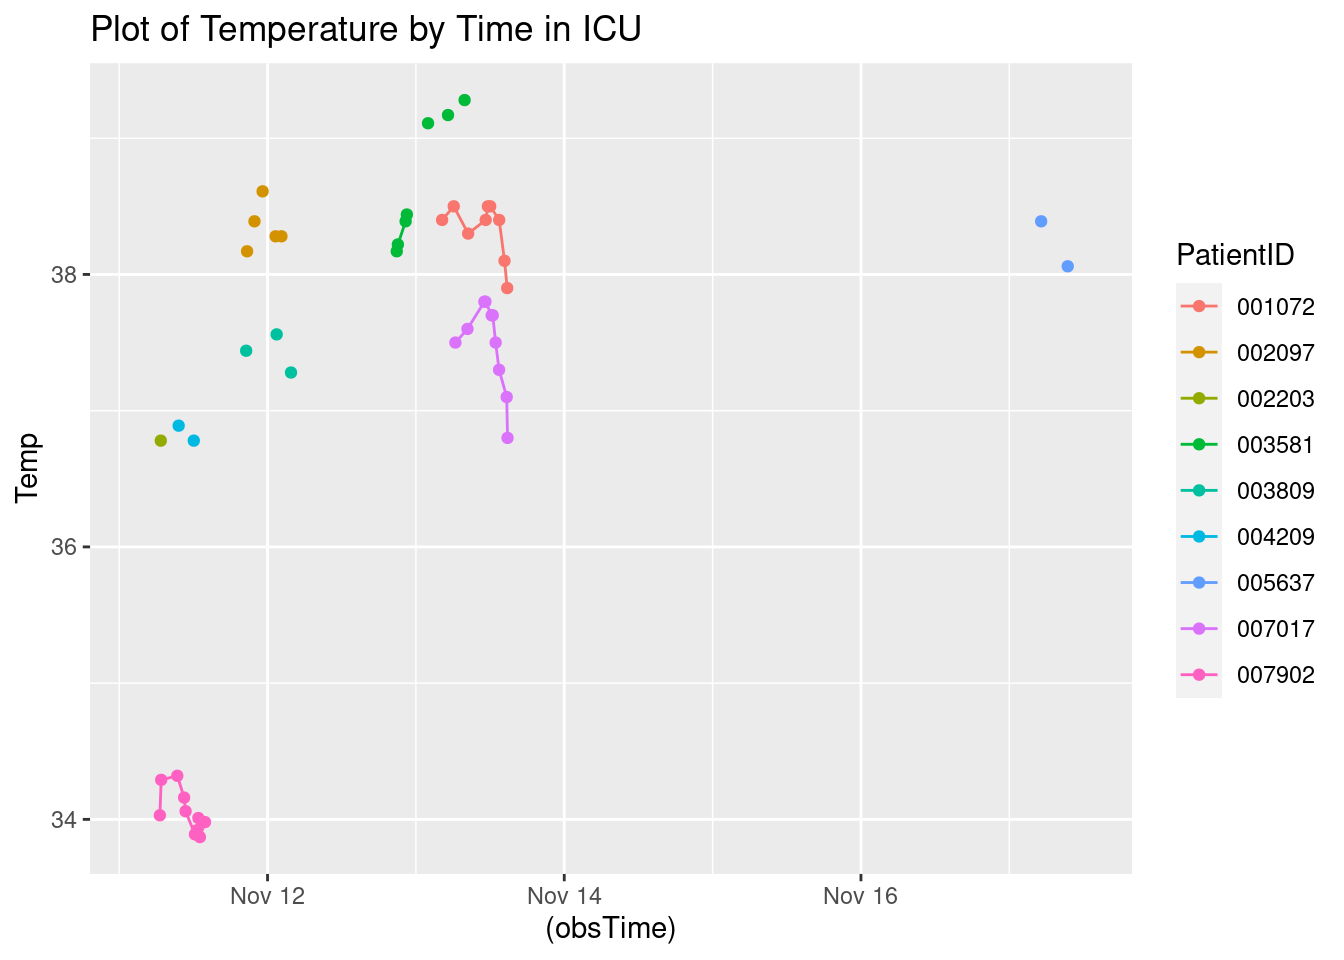 Plot of Temperature by Time in ICU
Temp
38
36
34
Nov 12
Nov 14
Nov 16
(obsTime)
PatientID
001072
002097
002203
003581
003809
004209
005637
007017
007902